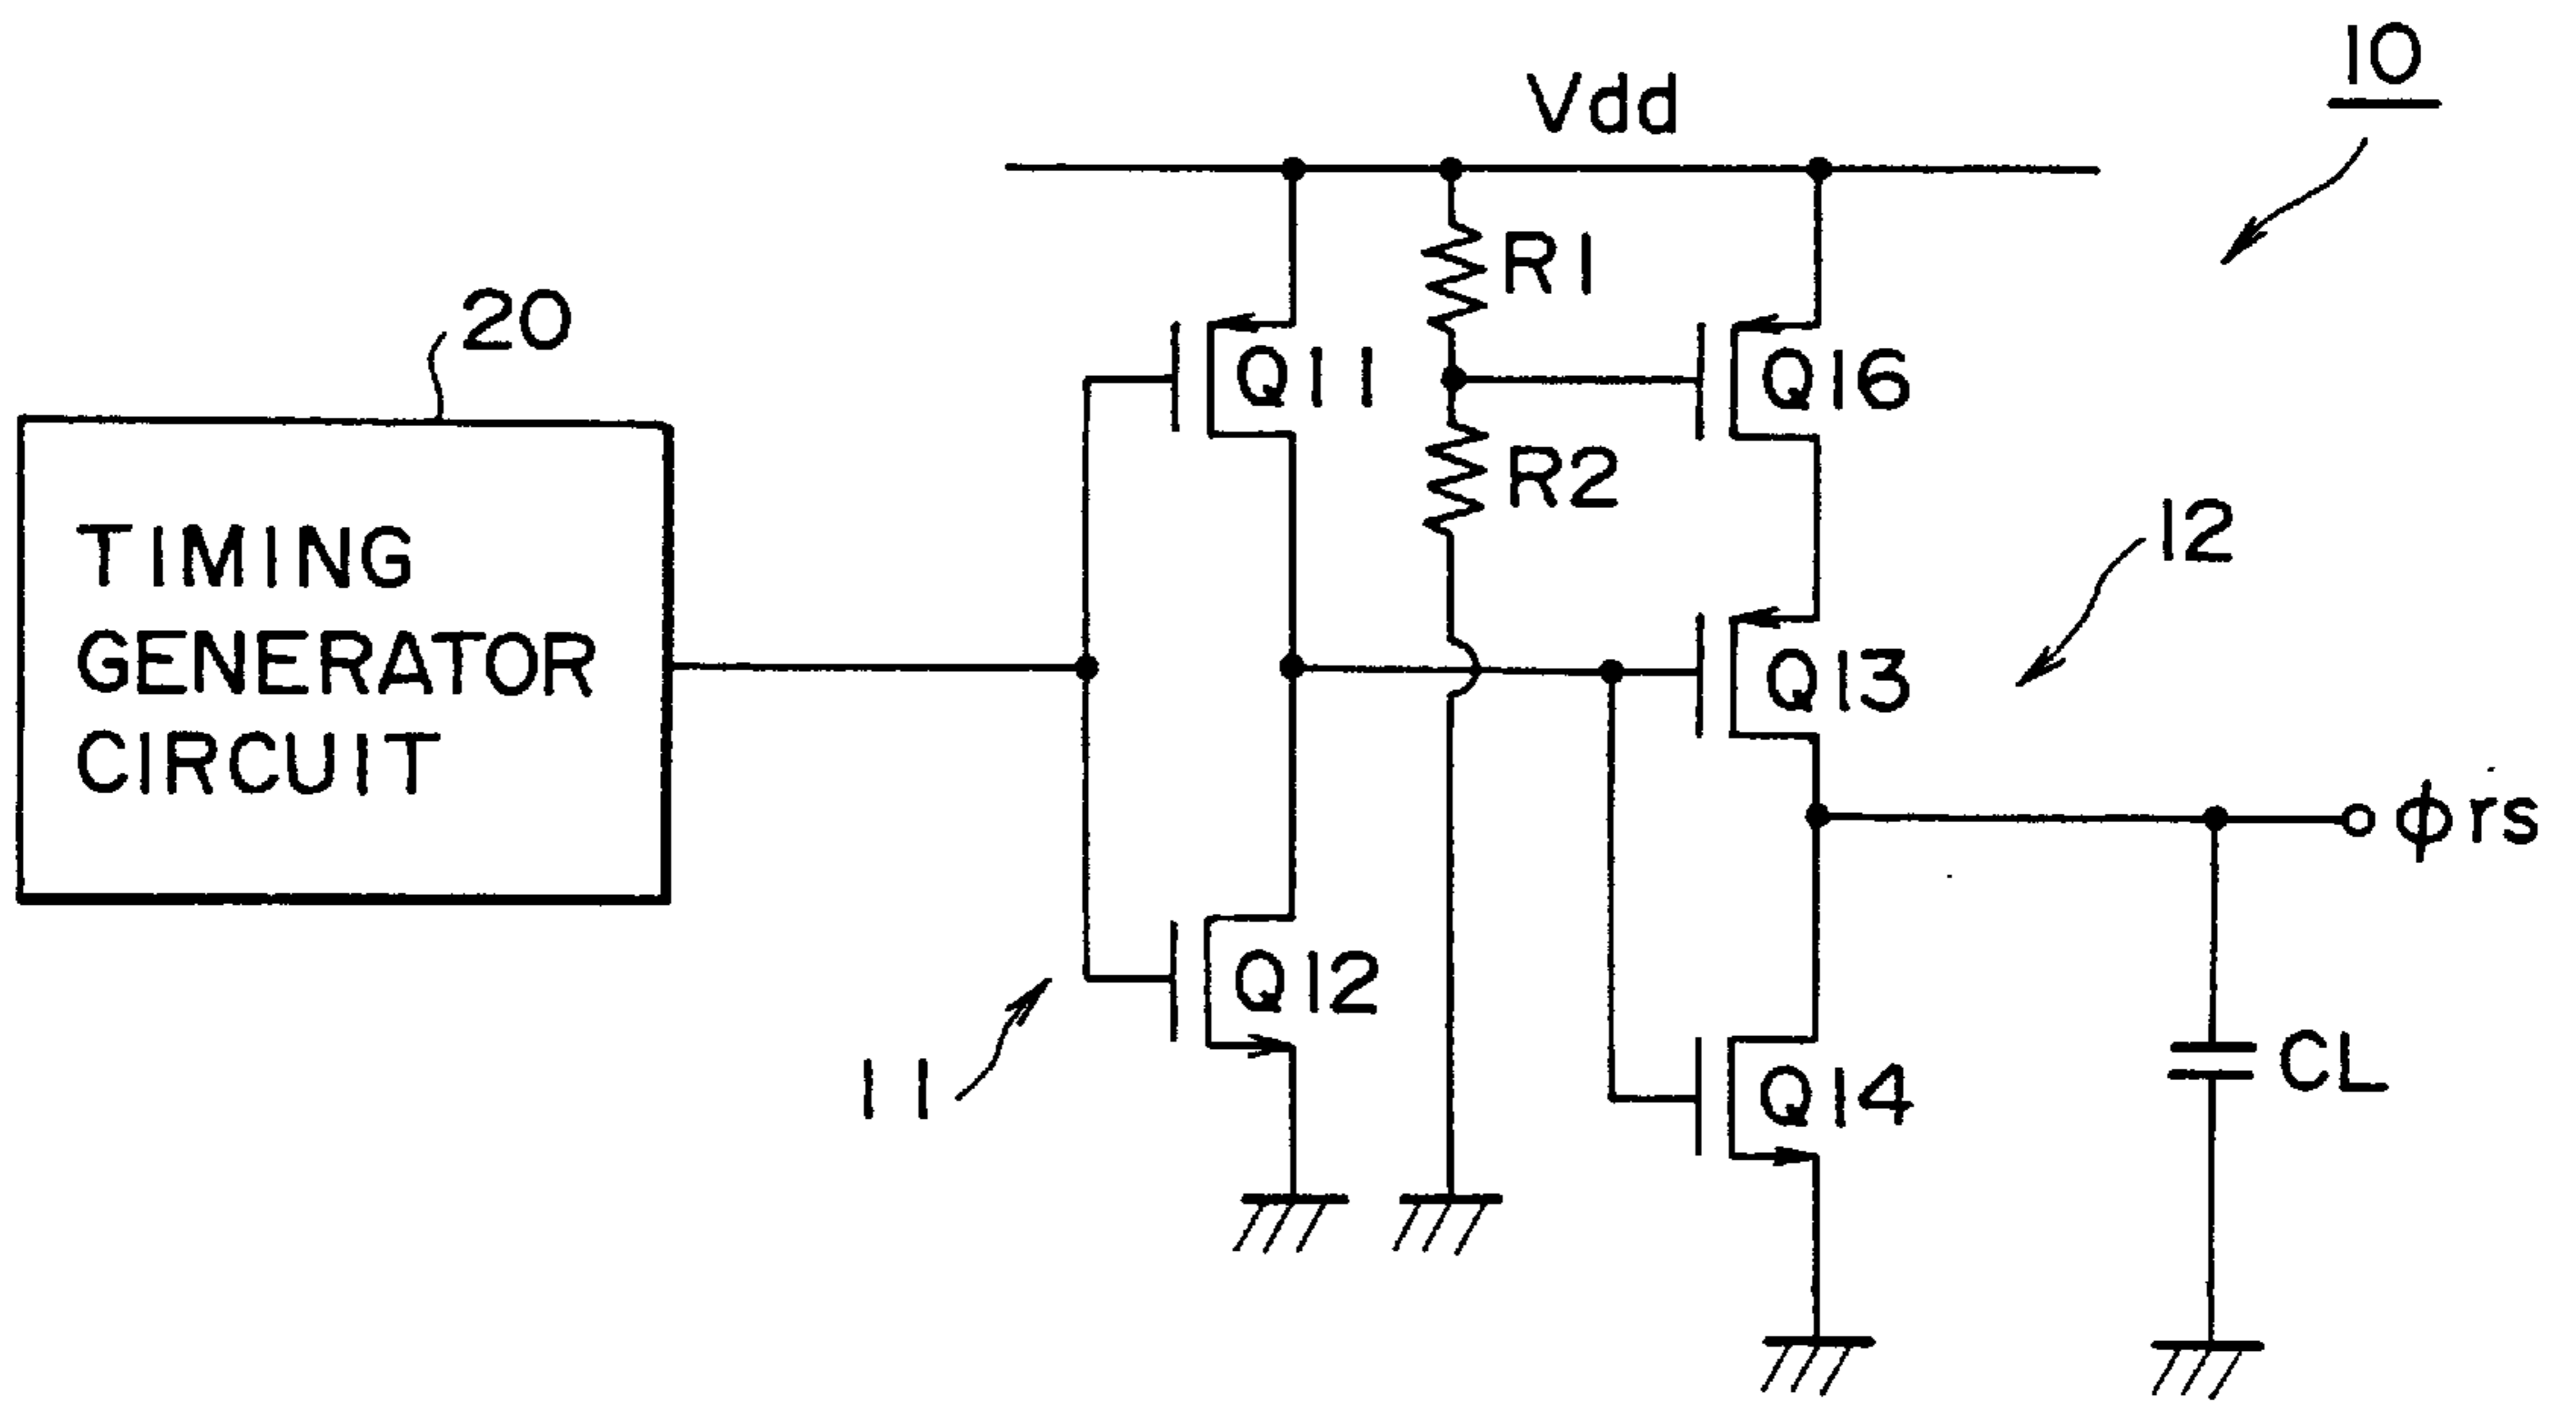 10
Vdd
R1
20
Q11
Q16
R2
12
TIMING
GENERATOR
CIRCUIT
Q13
ϕrs
Q12
11
CL
Q14